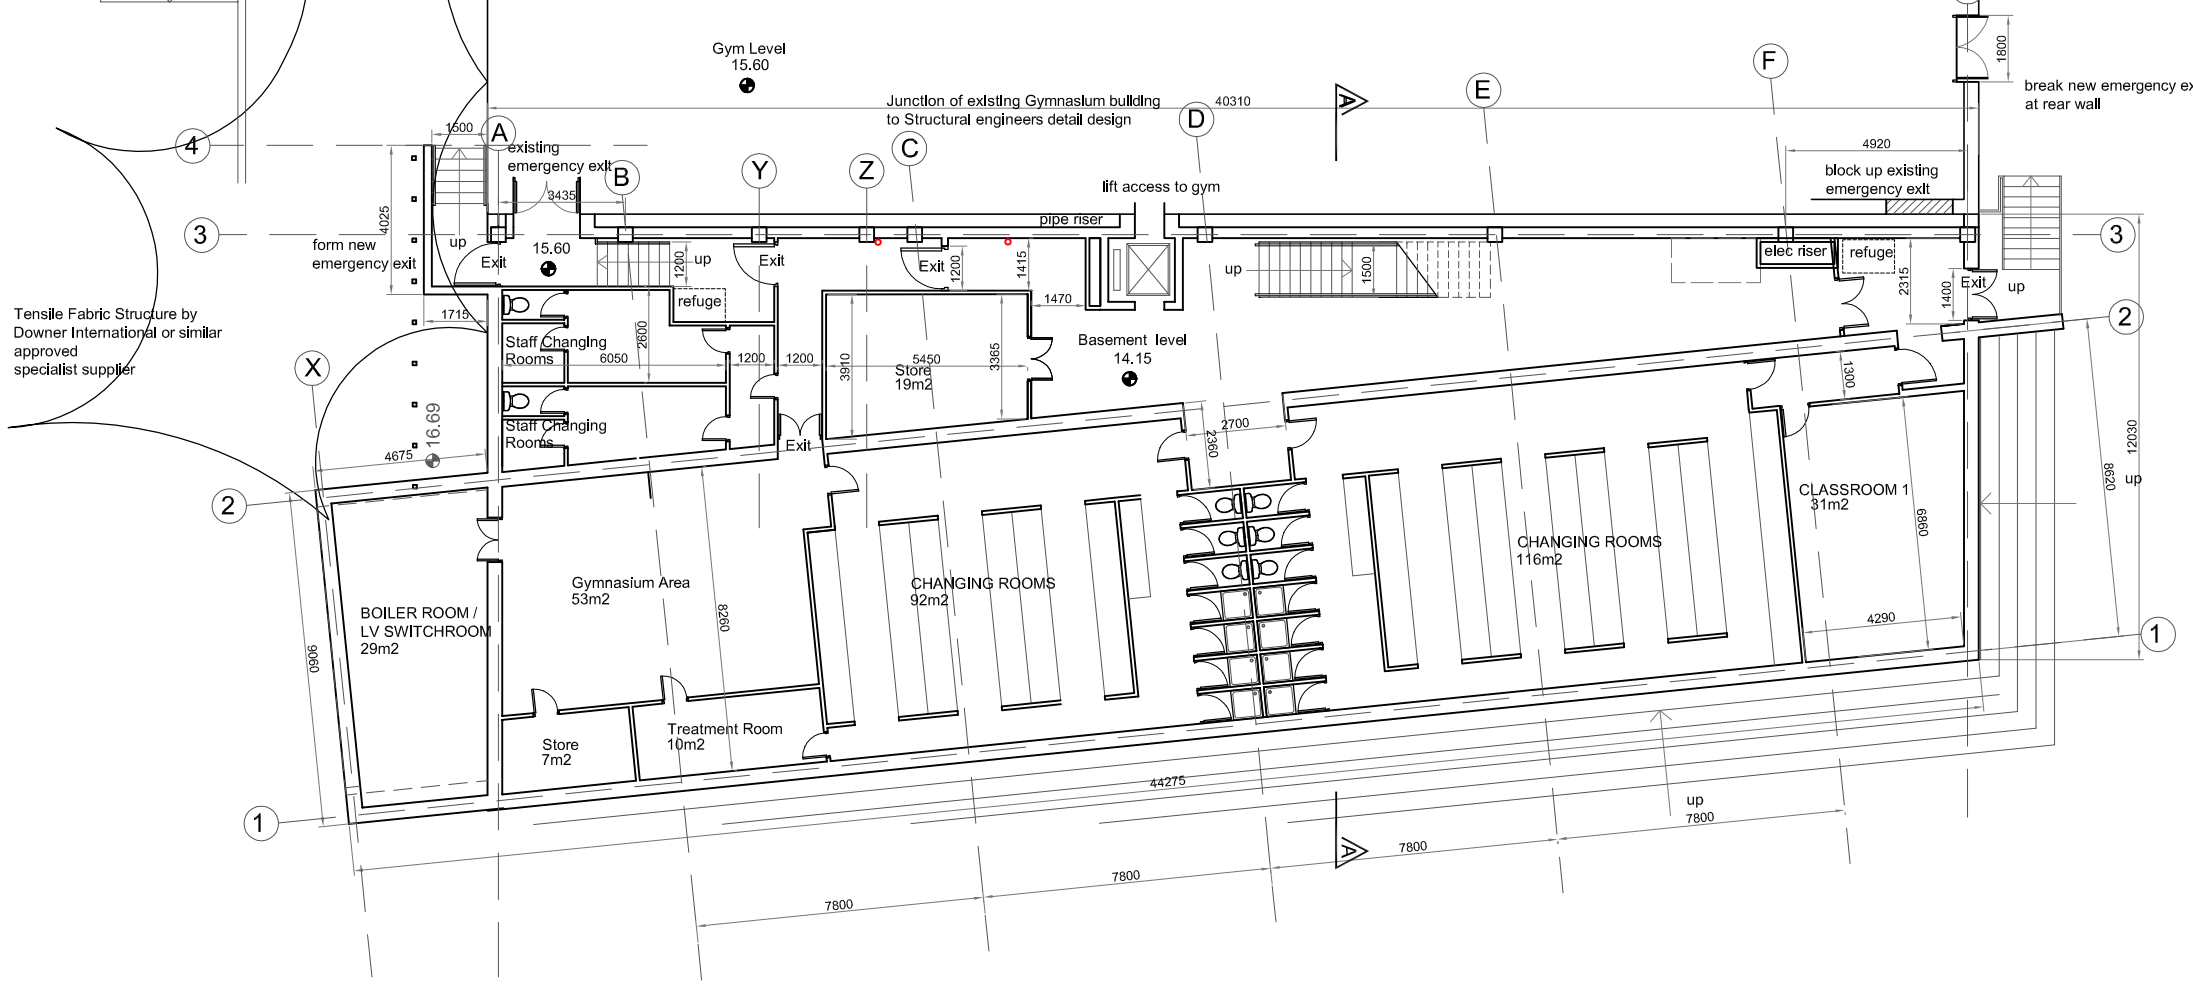 Gym Level
15.60
Junction of existing Gymnasium building
to Structural engineers detail design
40310
A
F
E
D
C
1800
break new emergency ex
at rear wall
4
1500
A
existing
emergency exit
3435
B
Y
Z
4920
block up existing
emergency exit
lift access to gym
pipe riser
3
4025
form new
emergency exit
up
15.60
Exit
1200
up
Exit
Exit
1200
1415
1470
up
1500
elec riser
refuge
2315
1400
Exit
up
3
refuge
1715
Tensile Fabric Structure by
Downer International or similar
approved
specialist supplier
Staff Changing
Rooms
2600
6050
1200
1200
3910
5450
Store
19m2
3365
Basement level
14.15
2
X
1300
16.69
Staff Changing
Rooms
Exit
2700
2360
12030
8620
up
4675
2
CLASSROOM 1
31m2
6860
CHANGING ROOMS
116m2
Gymnasium Area
53m2
CHANGING ROOMS
92m2
BOILER ROOM /
LV SWITCHROOM
29m2
8260
9060
4290
1
Store
7m2
Treatment Room
10m2
44275
up
1
A
7800
7800
7800
7800